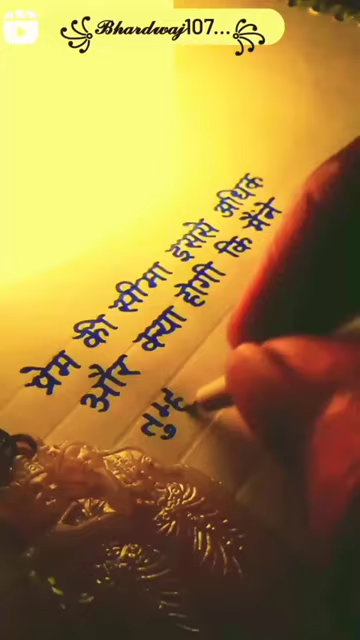 Bhardwaj107...
प्रेम की सीमा इससे अधिक
और क्या होगी कि मैंने
तुम्ह